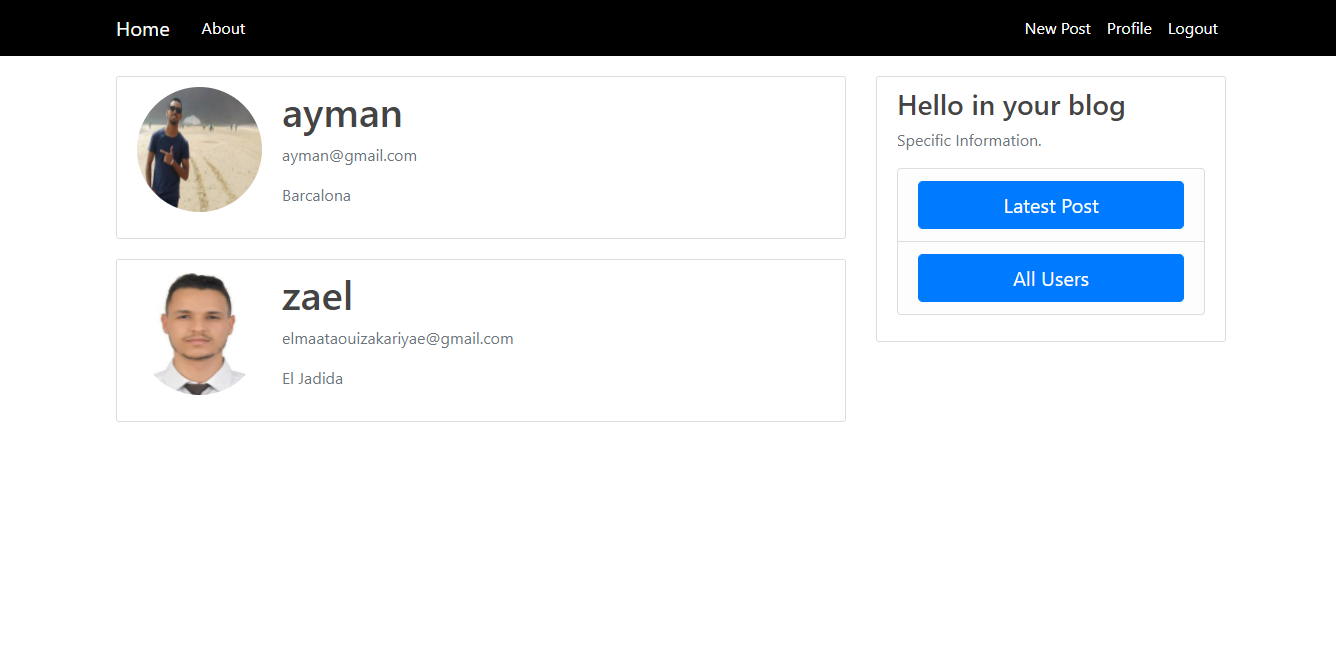 Home About New Post Profile Logout
ayman
ayman@gmail.com
Barcalona
zael
elmaataouizakariyae@gmail.com
El Jadida
Hello in your blog
Specific Information.
Latest Post
All Users